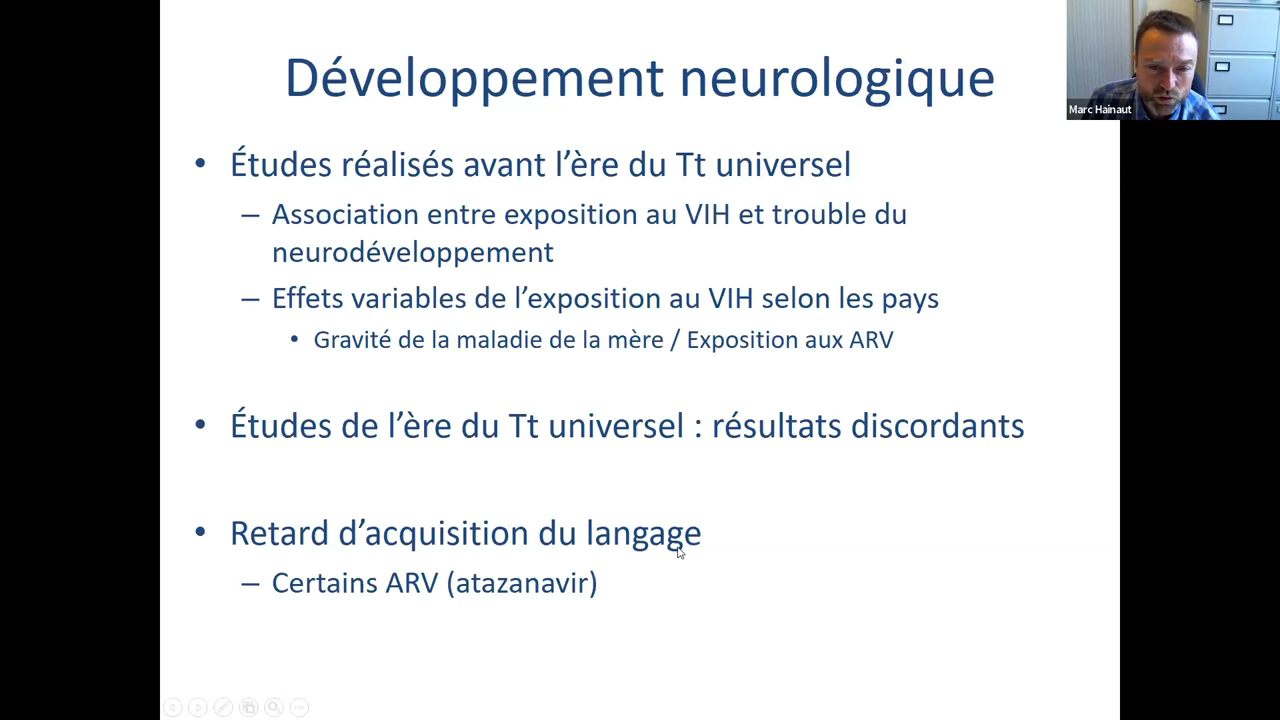 Développement neurologique
Marc Hainaut
• Études réalisés avant l’ère du Tt universel
– Association entre exposition au VIH et trouble du
neurodéveloppement
– Effets variables de l’exposition au VIH selon les pays
• Gravité de la maladie de la mère / Exposition aux ARV
• Études de l’ère du Tt universel : résultats discordants
• Retard d’acquisition du langage
– Certains ARV (atazanavir)